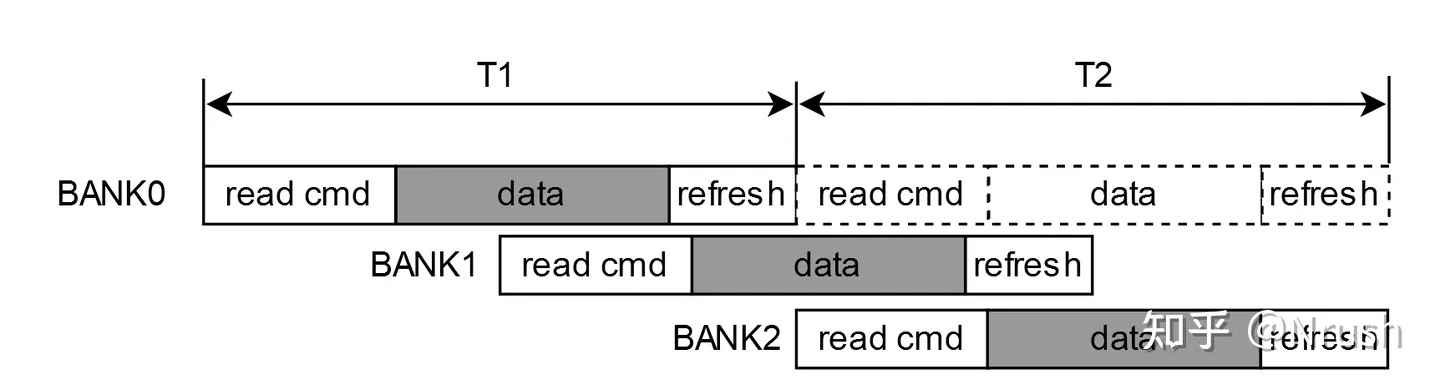 T1 T2
BANK0 read cmd data refresh read cmd data refresh
BANK1 read cmd data refresh
BANK2 read cmd data refresh
知乎 @Nrush